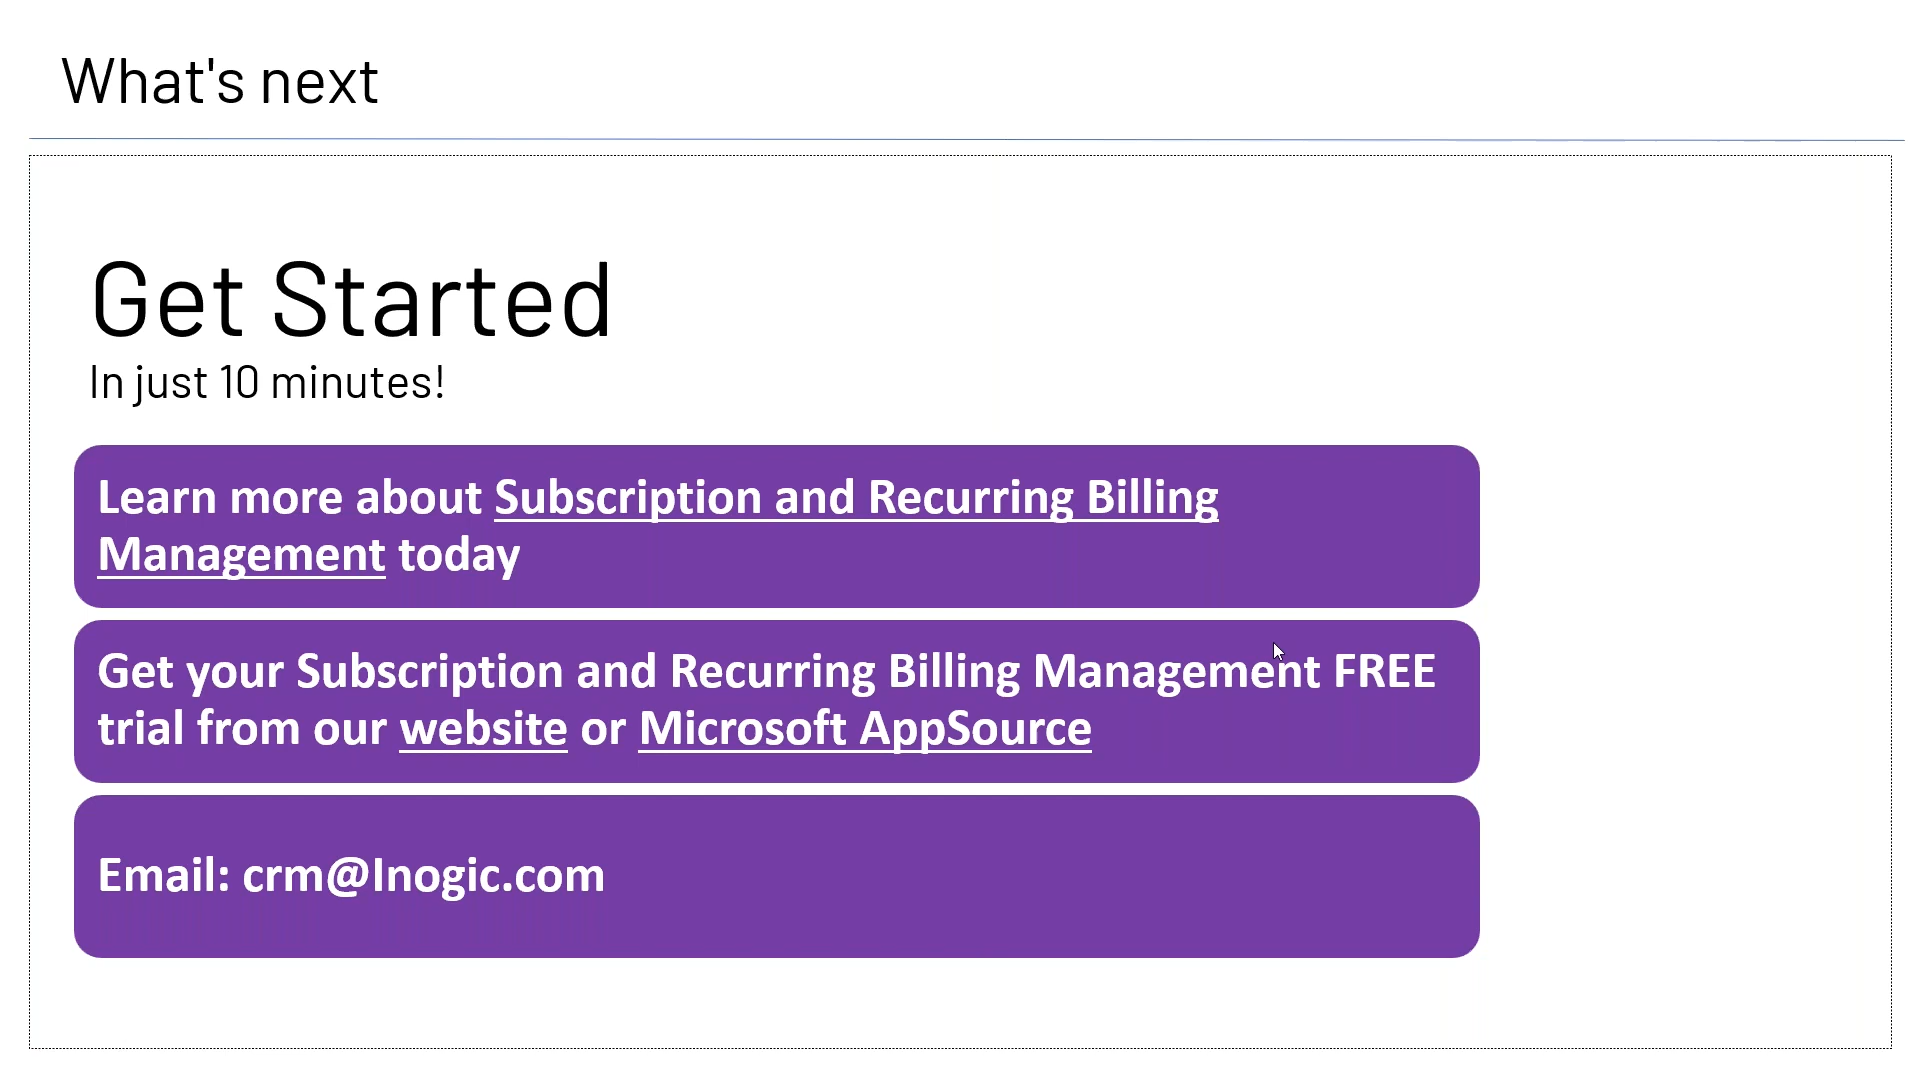 What's next
Get Started
In just 10 minutes!
Learn more about Subscription and Recurring Billing
Management today
Get your Subscription and Recurring Billing Management FREE
trial from our website or Microsoft AppSource
Email: crm@Inogic.com